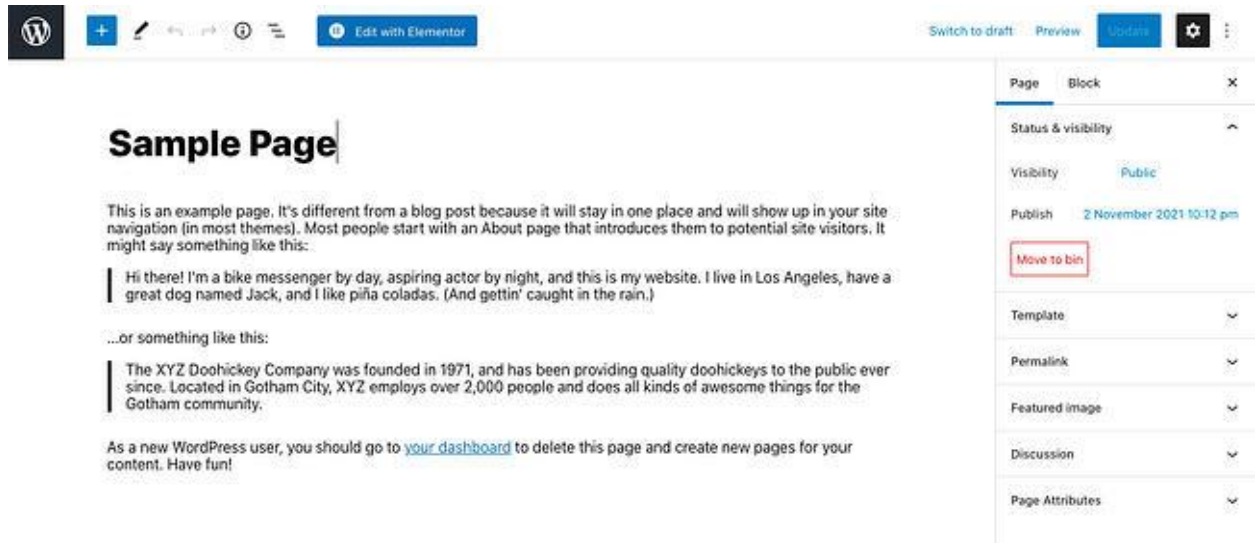 Edit with Elementor
Switch to draft Preview Update
Page Block
Sample Page
Status & visibility
Visibility Public
This is an example page. It's different from a blog post because it will stay in one place and will show up in your site
navigation (in most themes). Most people start with an About page that introduces them to potential site visitors. It
might say something like this:
Publish 2 November 2021 10:12 pm
Hi there! I'm a bike messenger by day, aspiring actor by night, and this is my website. I live in Los Angeles, have a
great dog named Jack, and I like piña coladas. (And gettin' caught in the rain.)
Move to bin
...or something like this:
Template
The XYZ Doohickey Company was founded in 1971, and has been providing quality doohickeys to the public ever
since. Located in Gotham City, XYZ employs over 2,000 people and does all kinds of awesome things for the
Gotham community.
Permalink
Featured image
As a new WordPress user, you should go to your dashboard to delete this page and create new pages for your
content. Have fun!
Discussion
Page Attributes